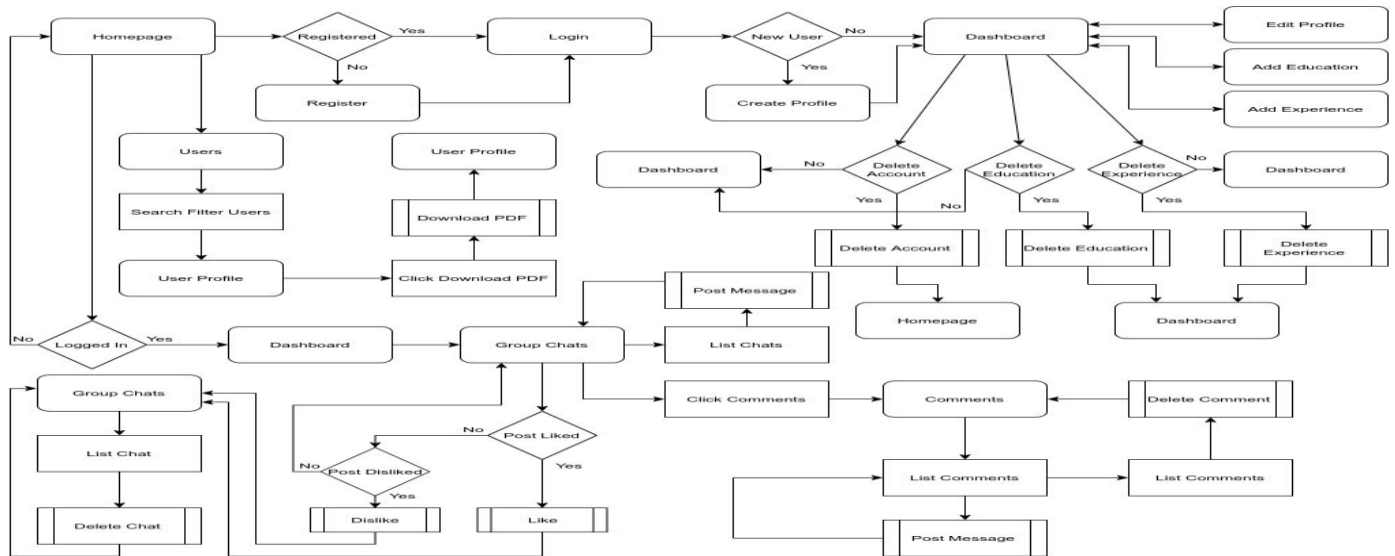 Homepage
Registered
Yes
Login
New User
No
Dashboard
Edit Profile
No
Yes
Add Education
Register
Create Profile
Add Experience
Users
User Profile
Dashboard
No
Delete
Account
Delete
Education
Delete
Experience
No
Dashboard
Search Filter Users
Download PDF
Yes
No
Yes
Yes
Delete Account
Delete Education
Delete
Experience
User Profile
Click Download PDF
Post Message
Homepage
Dashboard
No
Logged In
Yes
Dashboard
Group Chats
List Chats
Group Chats
Click Comments
Comments
Delete Comment
No
Post Liked
List Chat
No
Post Disliked
Yes
List Comments
List Comments
Yes
Delete Chat
Dislike
Like
Post Message